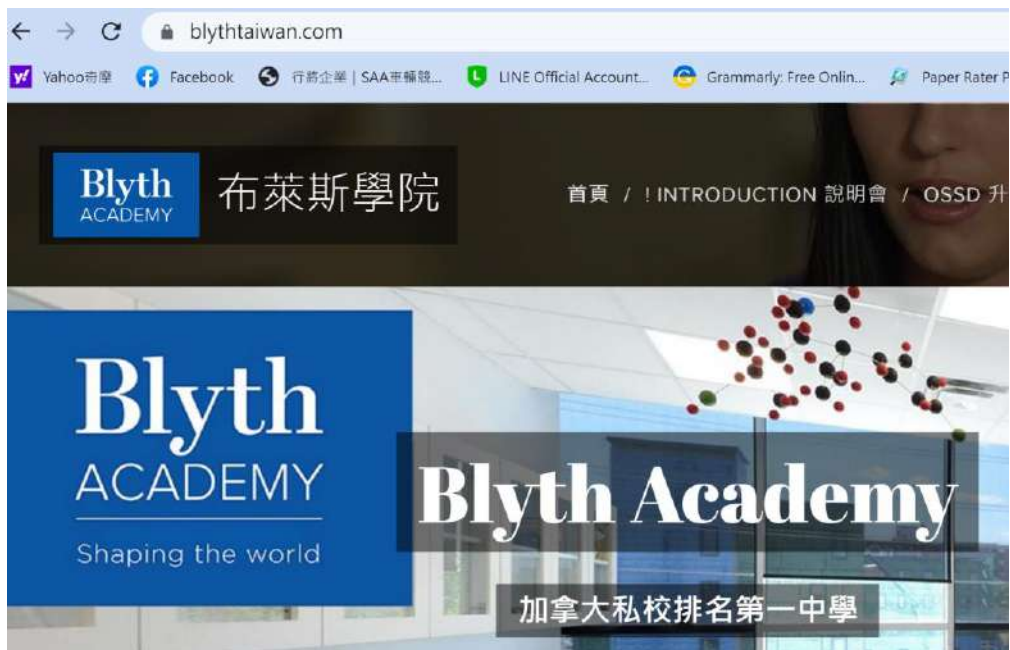 blythtaiwan.com
Yahoo奇摩 Facebook 行將企業 | SAA車輛競... LINE Official Account... Grammarly: Free Onlin... Paper Rater P
Blyth
ACADEMY
布萊斯學院
首頁 / ! INTRODUCTION 說明會 / OSSD 升
Blyth
ACADEMY
Shaping the world
Blyth Academy
加拿大私校排名第一中學